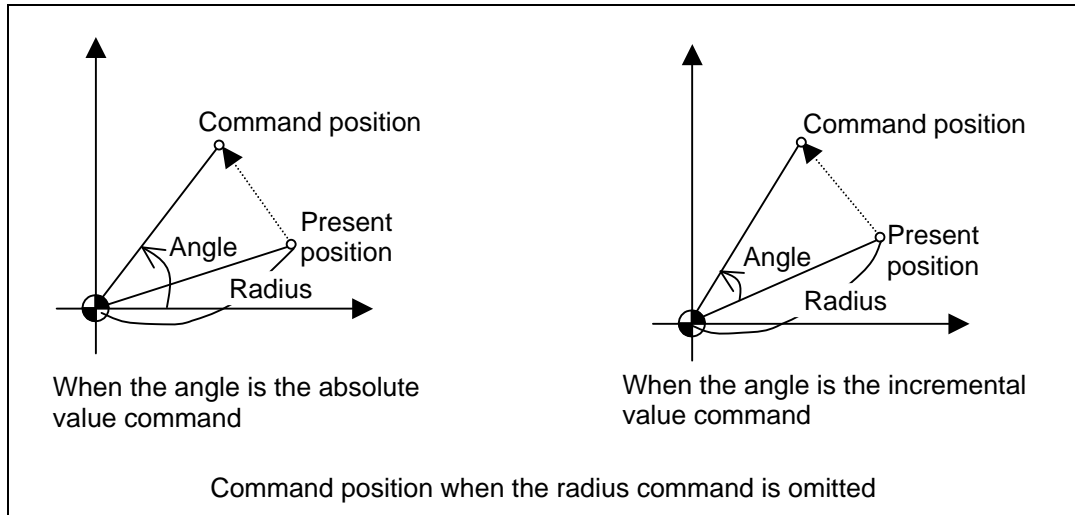 Command position
Present
position
Angle
Radius
When the angle is the absolute
value command
Command position
Present
position
Angle
Radius
When the angle is the incremental
value command
Command position when the radius command is omitted